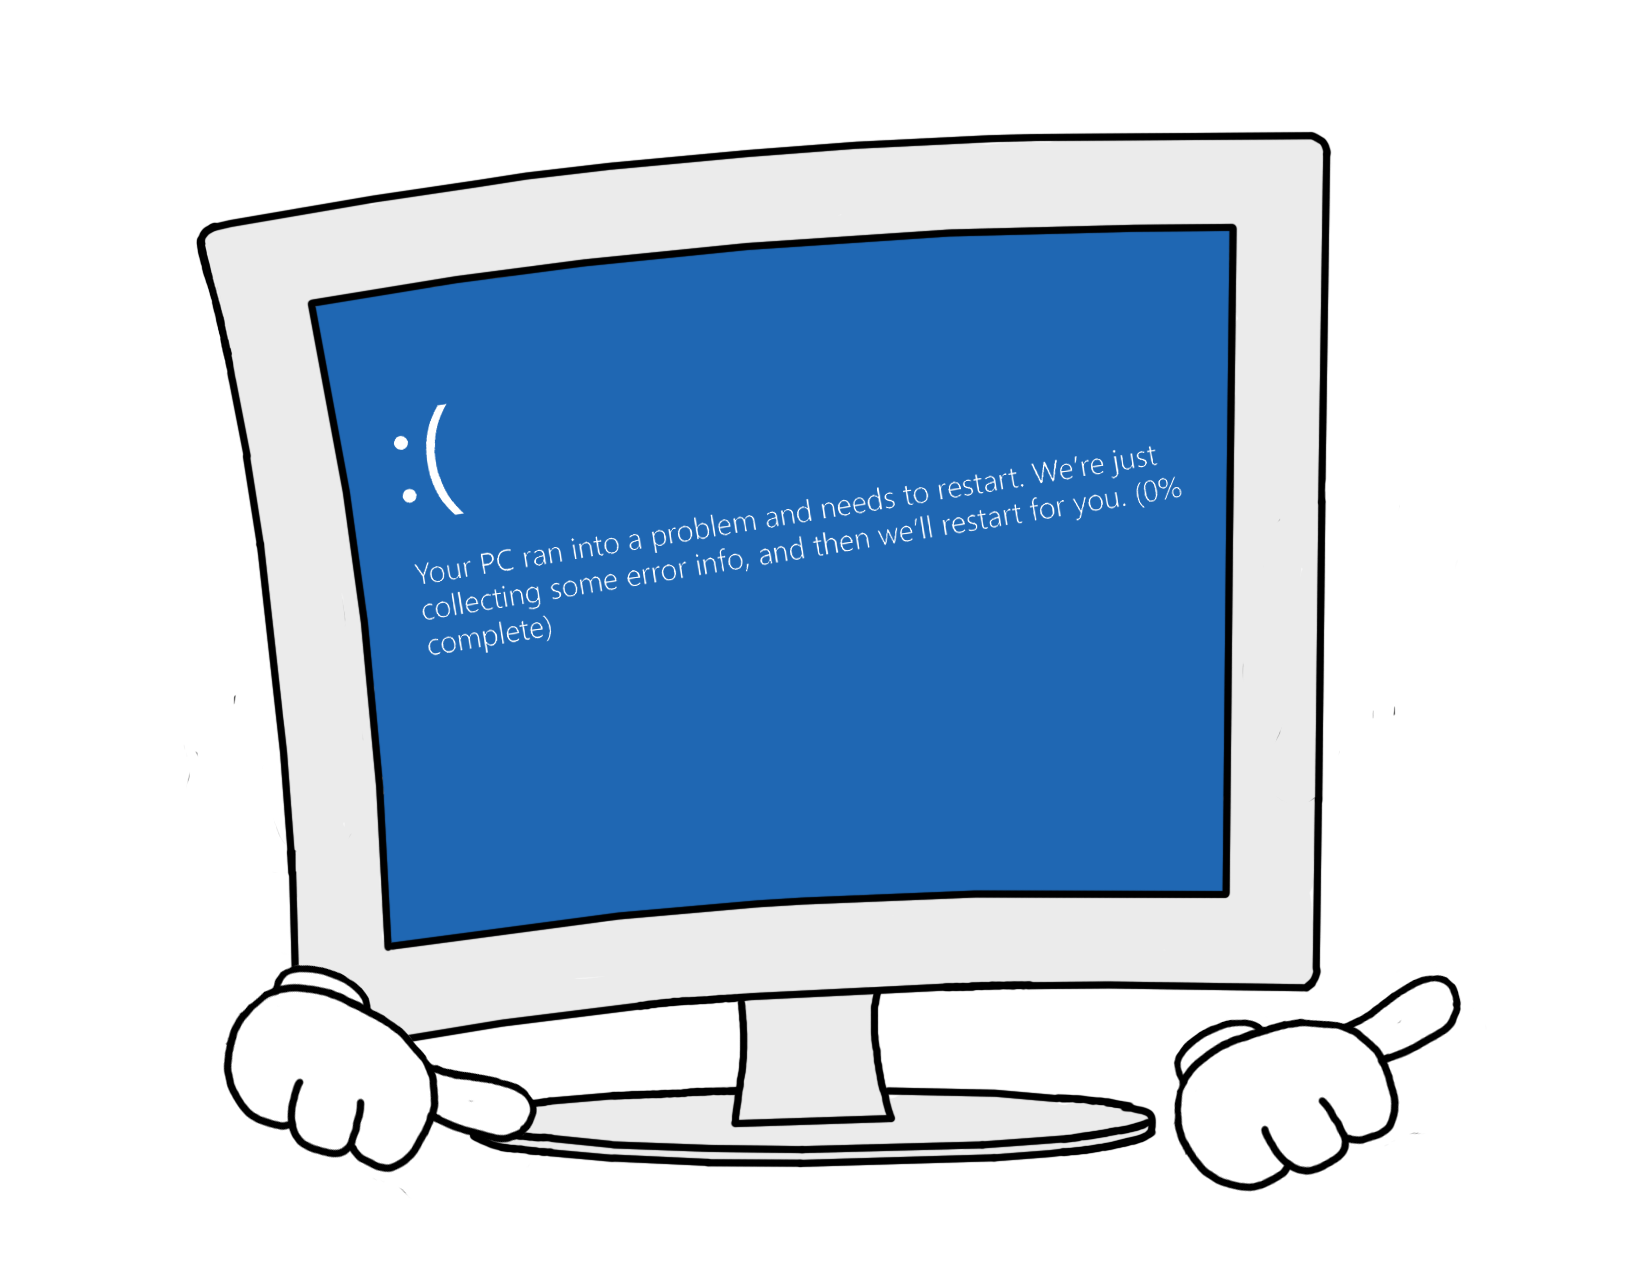 :(
Your PC ran into a problem and needs to restart. We're just
collecting some error info, and then we'll restart for you. (0%
complete)